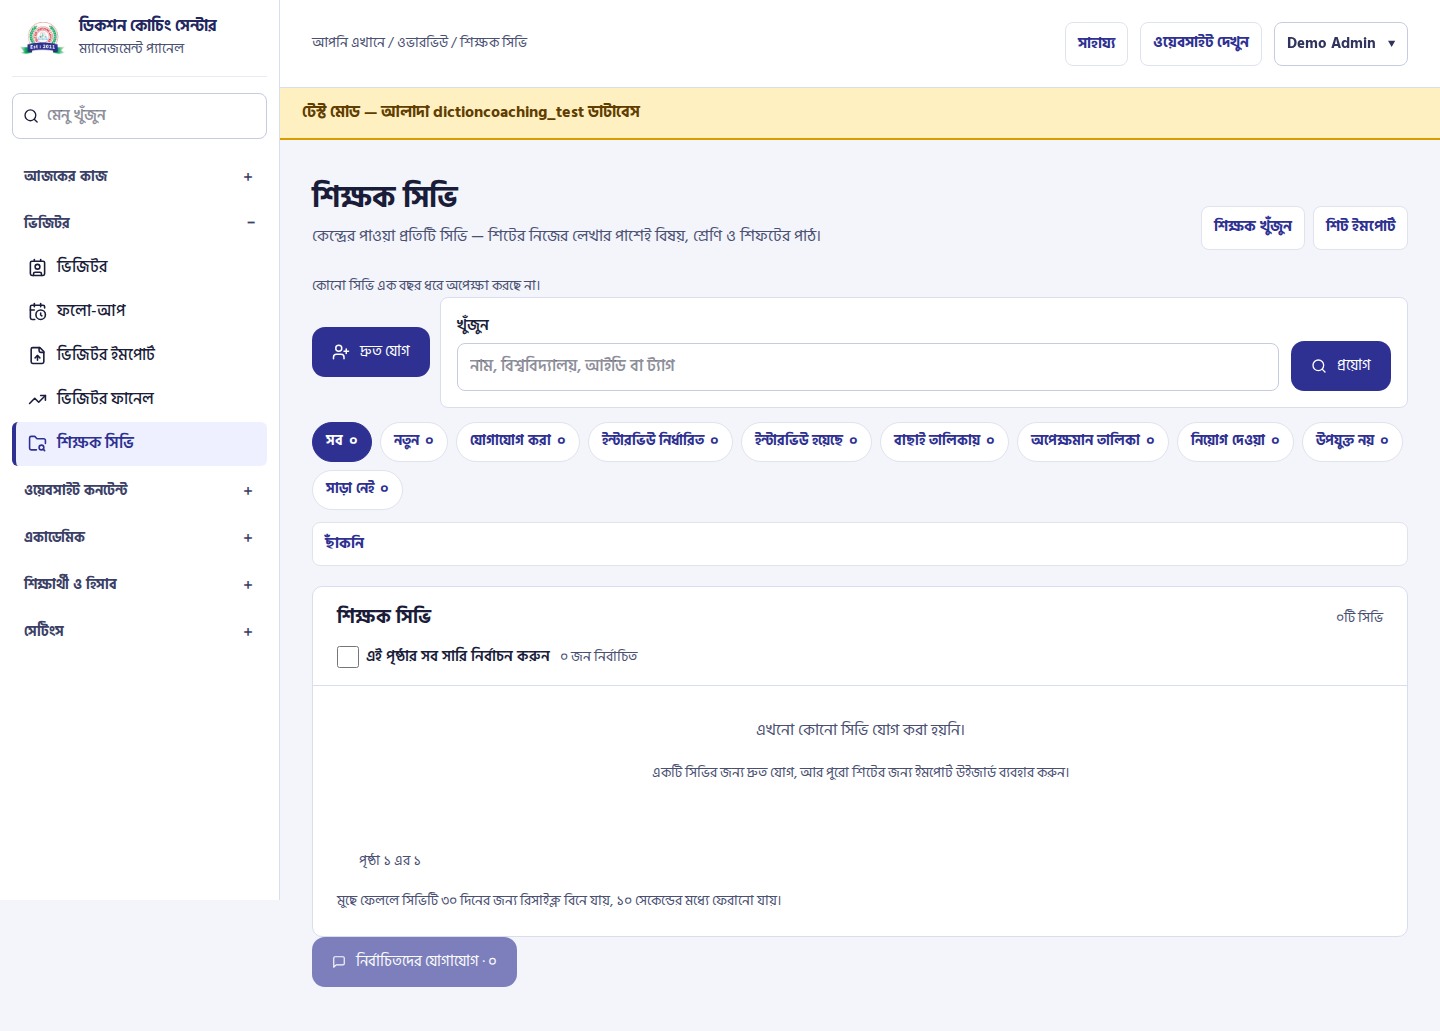 ডিকশন কোচিং সেন্টার
ম্যানেজমেন্ট প্যানেল
Est : 2011
মেনু খুঁজুন
আজকের কাজ +
ভিজিটর −
ভিজিটর
ফলো-আপ
ভিজিটর ইমপোর্ট
ভিজিটর ফানেল
শিক্ষক সিভি
ওয়েবসাইট কনটেন্ট +
একাডেমিক +
শিক্ষার্থী ও হিসাব +
সেটিংস +
আপনি এখানে / ওভারভিউ / শিক্ষক সিভি
সাহায্য
ওয়েবসাইট দেখুন
Demo Admin
টেস্ট মোড — আলাদা dictioncoaching_test ডাটাবেস
শিক্ষক সিভি
কেন্দ্রের পাওয়া প্রতিটি সিভি — শিটের নিজের লেখার পাশেই বিষয়, শ্রেণি ও শিফটের পাঠ।
শিক্ষক খুঁজুন
শিট ইমপোর্ট
কোনো সিভি এক বছর ধরে অপেক্ষা করছে না।
দ্রুত যোগ
খুঁজুন
নাম, বিশ্ববিদ্যালয়, আইডি বা ট্যাগ
প্রয়োগ
সব ০
নতুন ০
যোগাযোগ করা ০
ইন্টারভিউ নির্ধারিত ০
ইন্টারভিউ হয়েছে ০
বাছাই তালিকায় ০
অপেক্ষমান তালিকা ০
নিয়োগ দেওয়া ০
উপযুক্ত নয় ০
সাড়া নেই ০
ছাঁকনি
শিক্ষক সিভি
০টি সিভি
এই পৃষ্ঠার সব সারি নির্বাচন করুন ০ জন নির্বাচিত
এখনো কোনো সিভি যোগ করা হয়নি।
একটি সিভির জন্য দ্রুত যোগ, আর পুরো শিটের জন্য ইমপোর্ট উইজার্ড ব্যবহার করুন।
পৃষ্ঠা ১ এর ১
মুছে ফেললে সিভিটি ৩০ দিনের জন্য রিসাইক্ল বিনে যায়, ১০ সেকেন্ডের মধ্যে ফেরানো যায়।
নির্বাচিতদের যোগাযোগ · ০